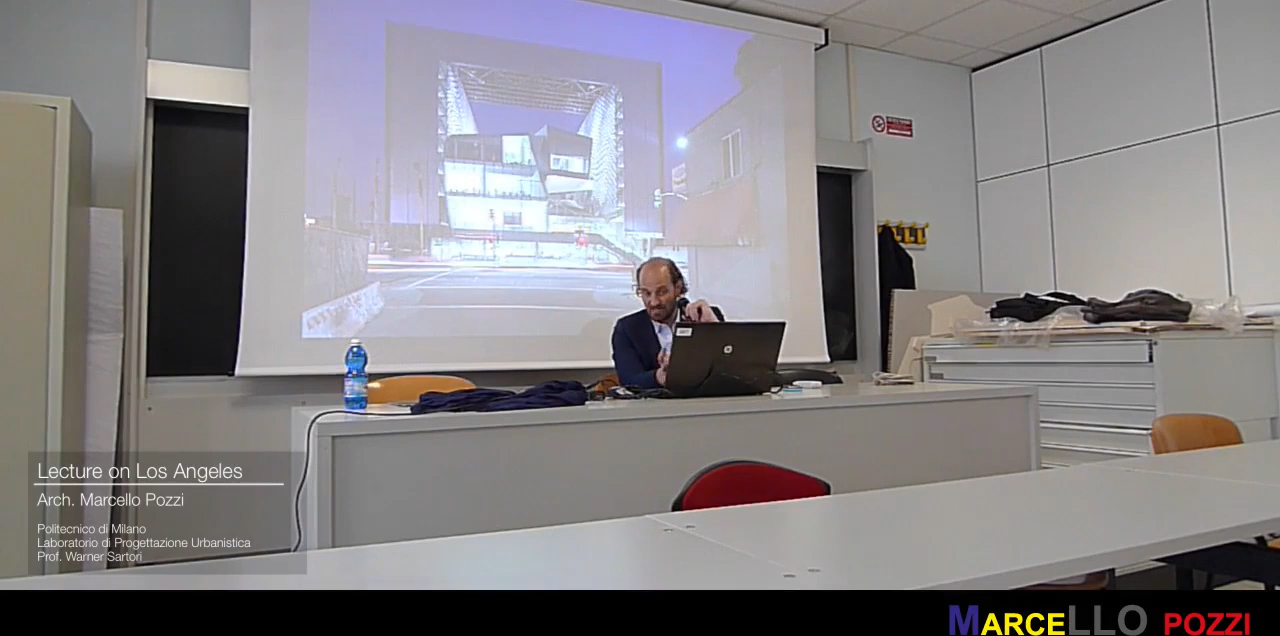 Lecture on Los Angeles
Arch. Marcello Pozzi
Politecnico di Milano
Laboratorio di Progettazione Urbanistica
Prof. Warner Sartori
MARCELLO POZZI